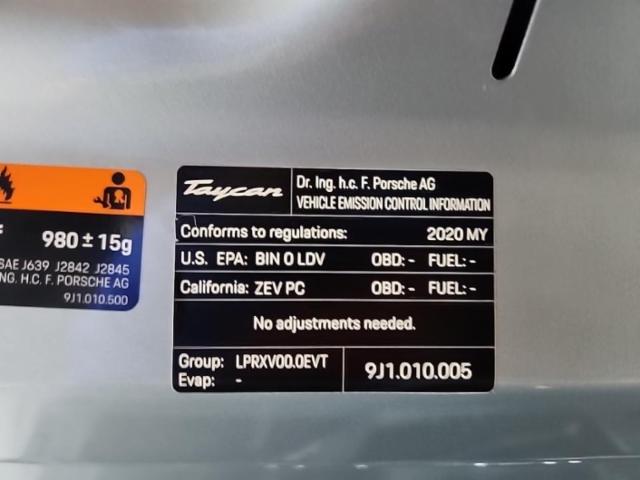 980 ± 15g
SAE J639 J2842 J2845
ING. H.C. F. PORSCHE AG
9J1.010.500
Taycan
Dr. Ing. h.c. F. Porsche AG
VEHICLE EMISSION CONTROL INFORMATION
Conforms to regulations: 2020 MY
U.S. EPA: BIN 0 LDV OBD: - FUEL: -
California: ZEV PC OBD: - FUEL: -
No adjustments needed.
Group: LPRXV00.0EVT
Evap: -
9J1.010.005